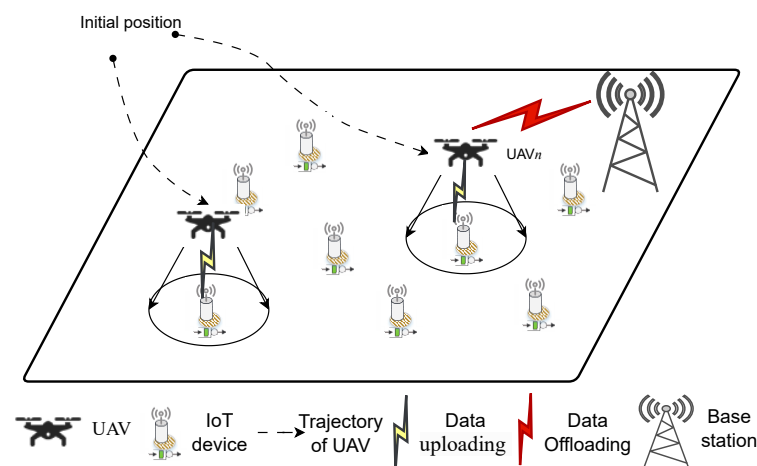 Initial position
UAVn
UAV
IoT
device
Trajectory
of UAV
Data
uploading
Data
Offloading
Base
station